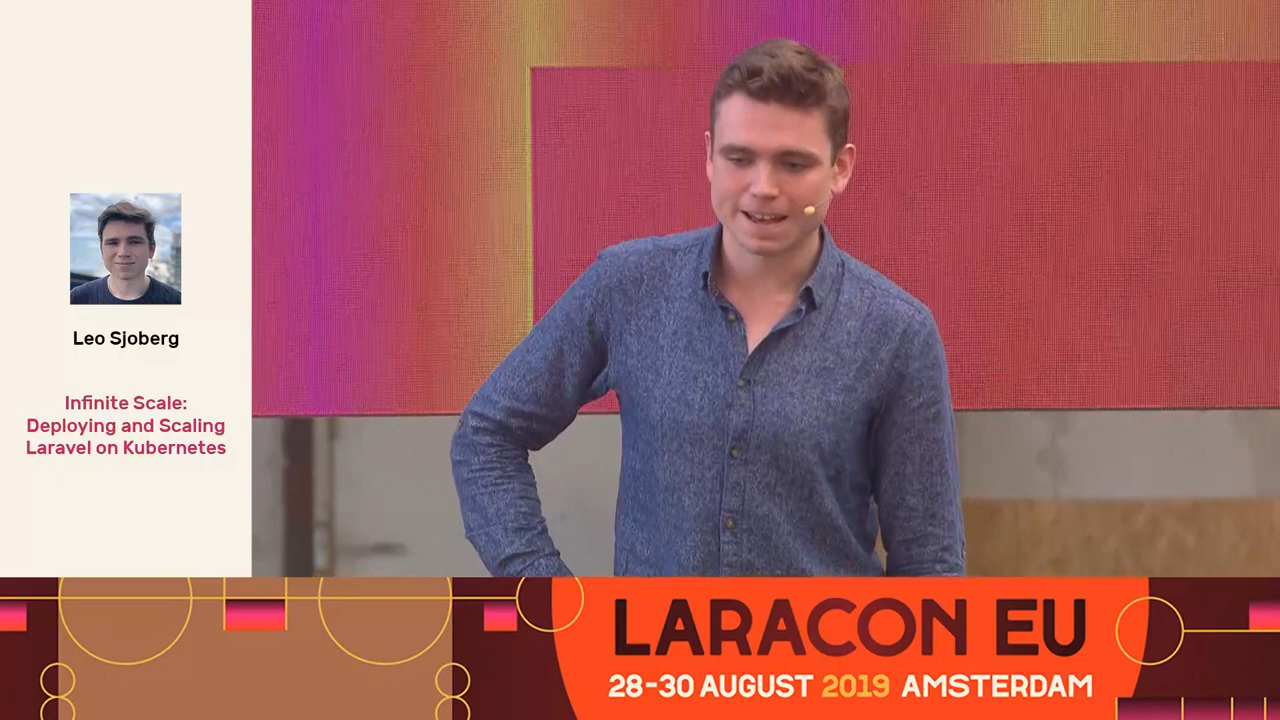 Leo Sjoberg
Infinite Scale:
Deploying and Scaling
Laravel on Kubernetes
LARACON EU
28-30 AUGUST 2019 AMSTERDAM